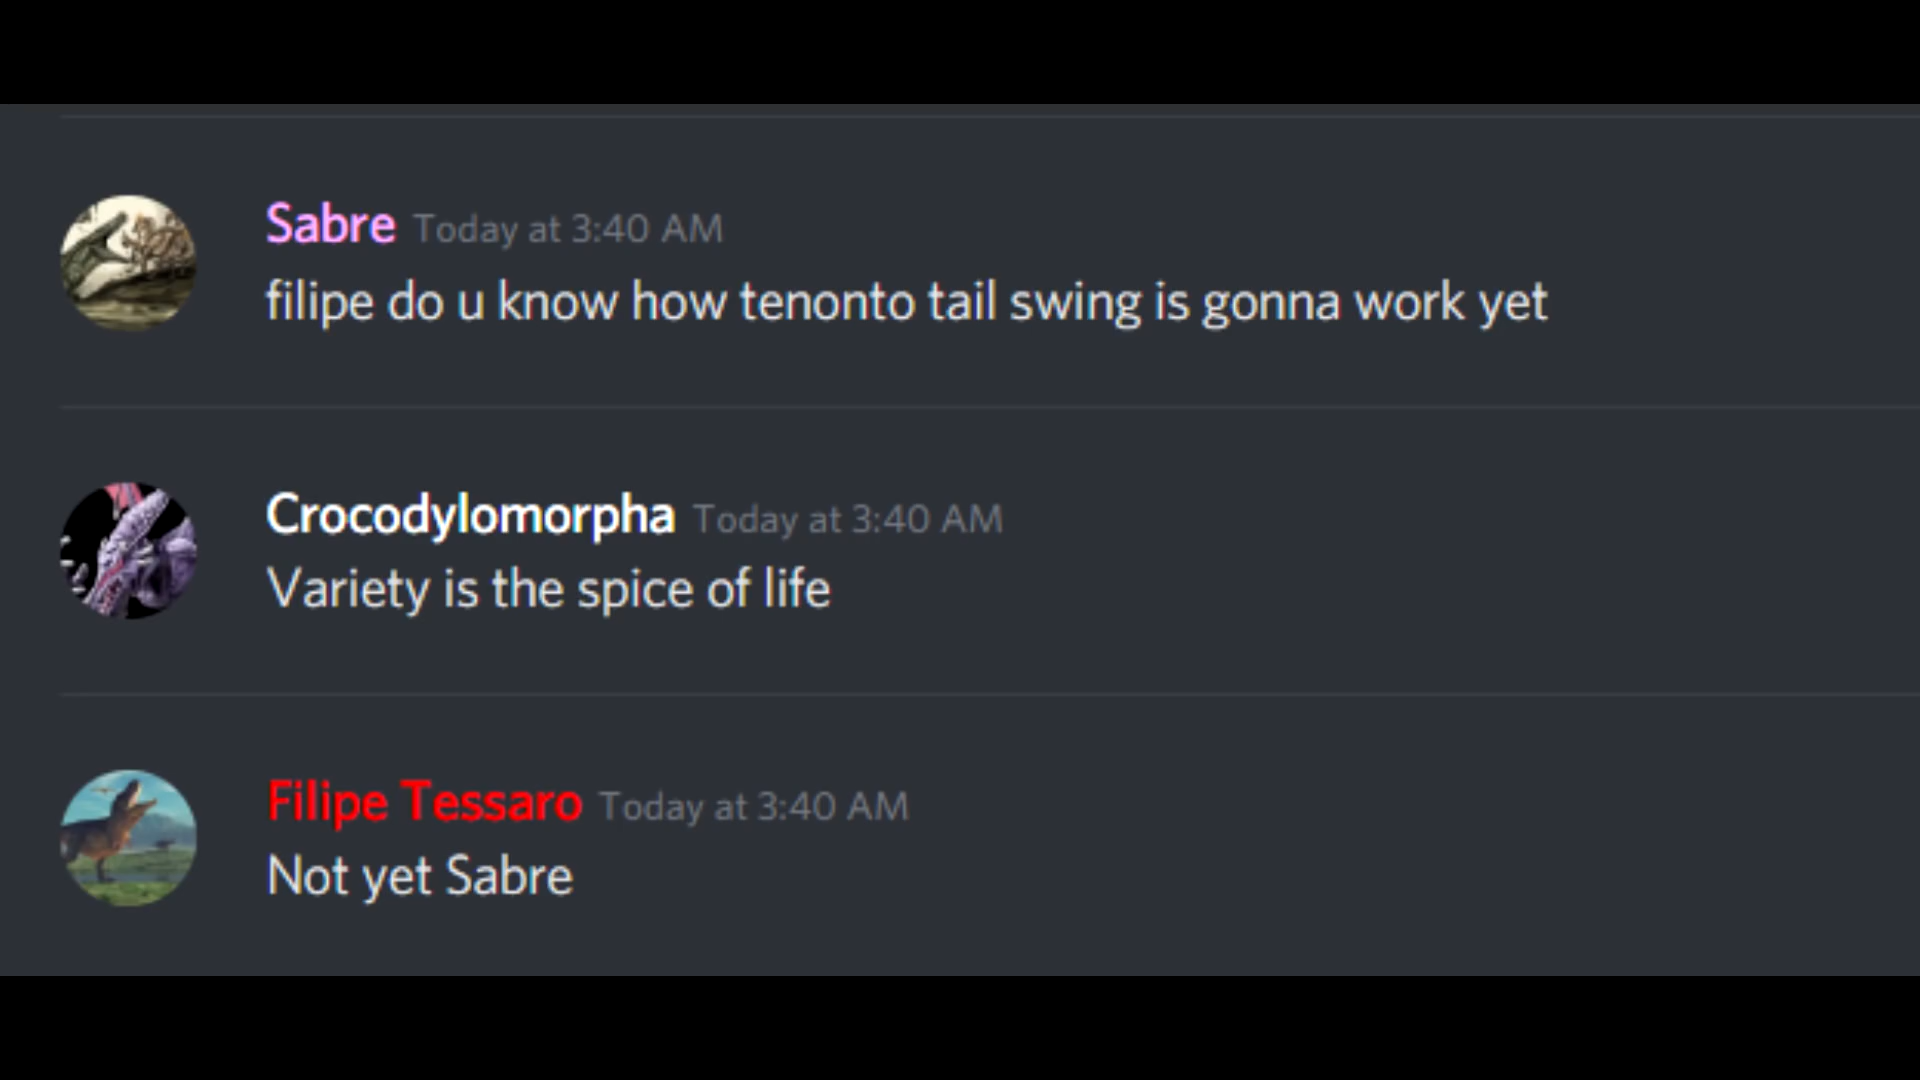 Sabre Today at 3:40 AM
filipe do u know how tenonto tail swing is gonna work yet
Crocodylomorpha Today at 3:40 AM
Variety is the spice of life
Filipe Tessaro Today at 3:40 AM
Not yet Sabre